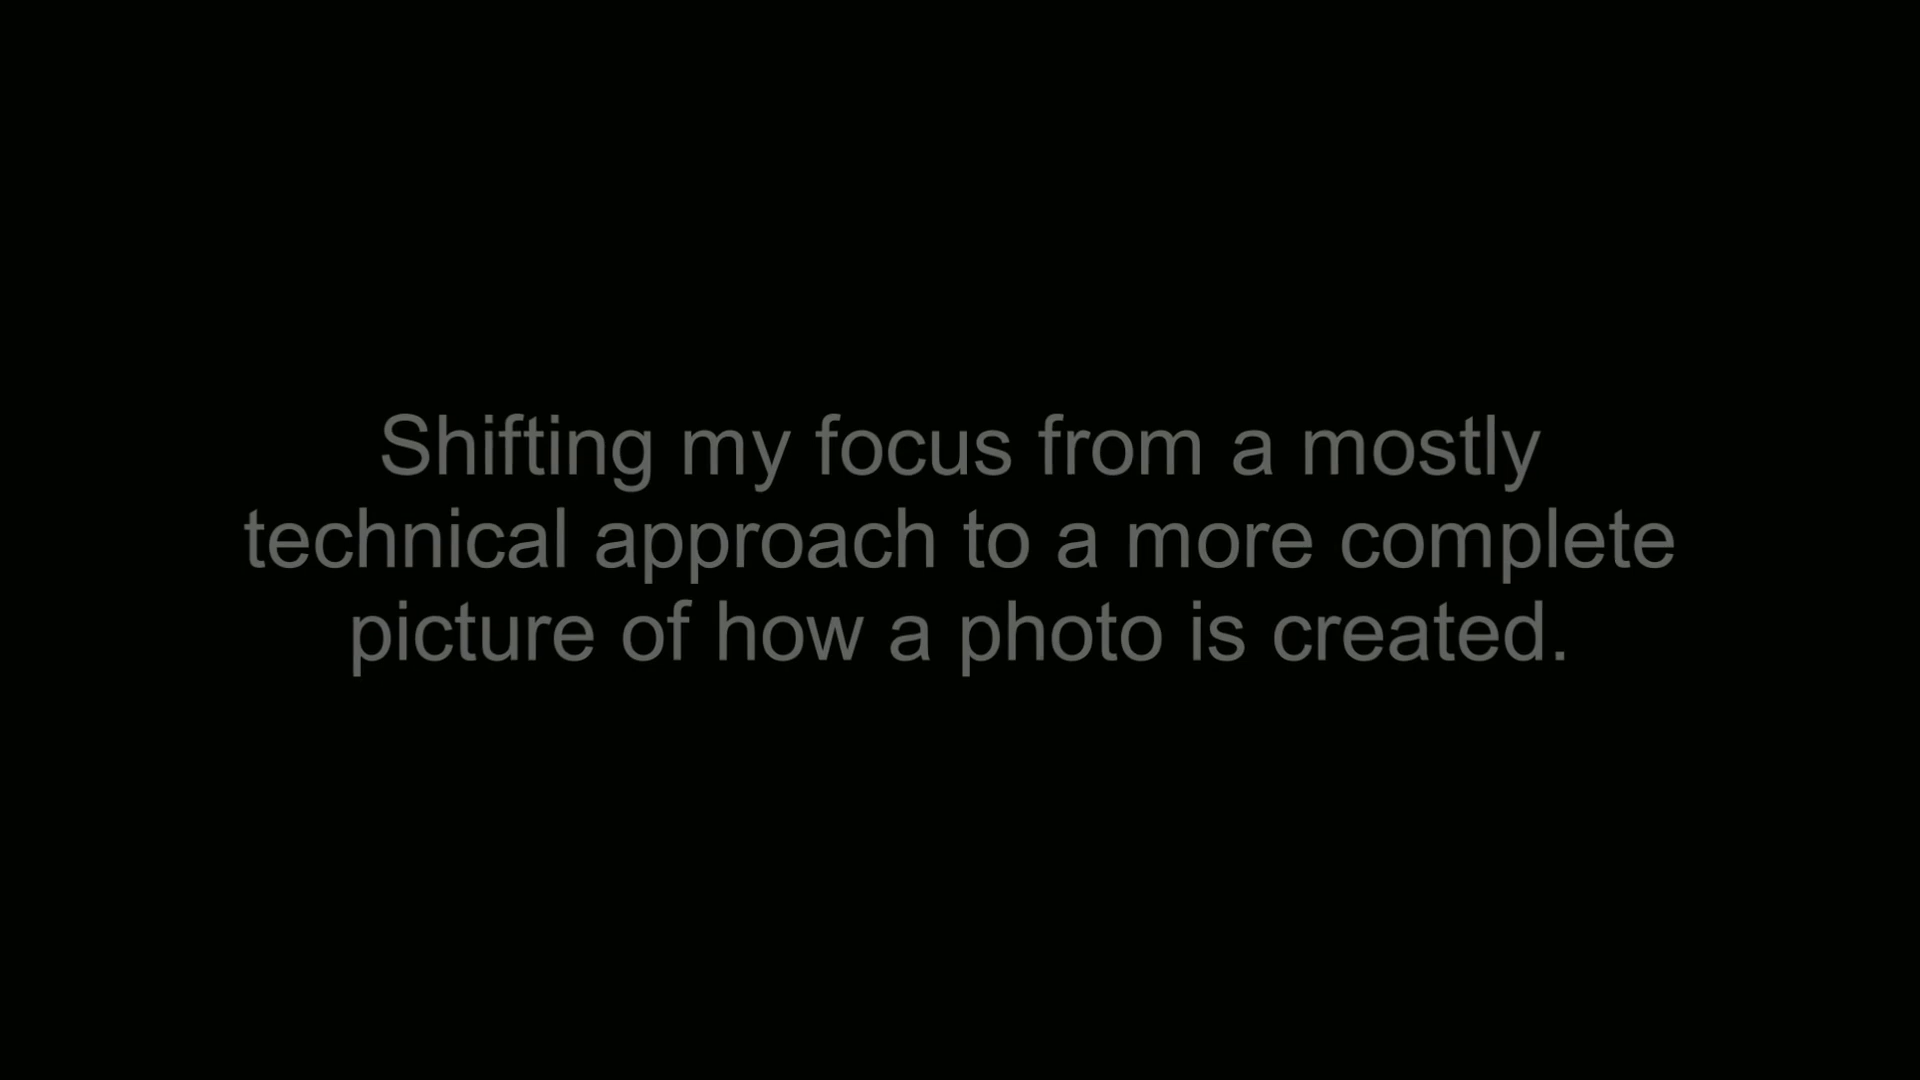 Shifting my focus from a mostly
technical approach to a more complete
picture of how a photo is created.